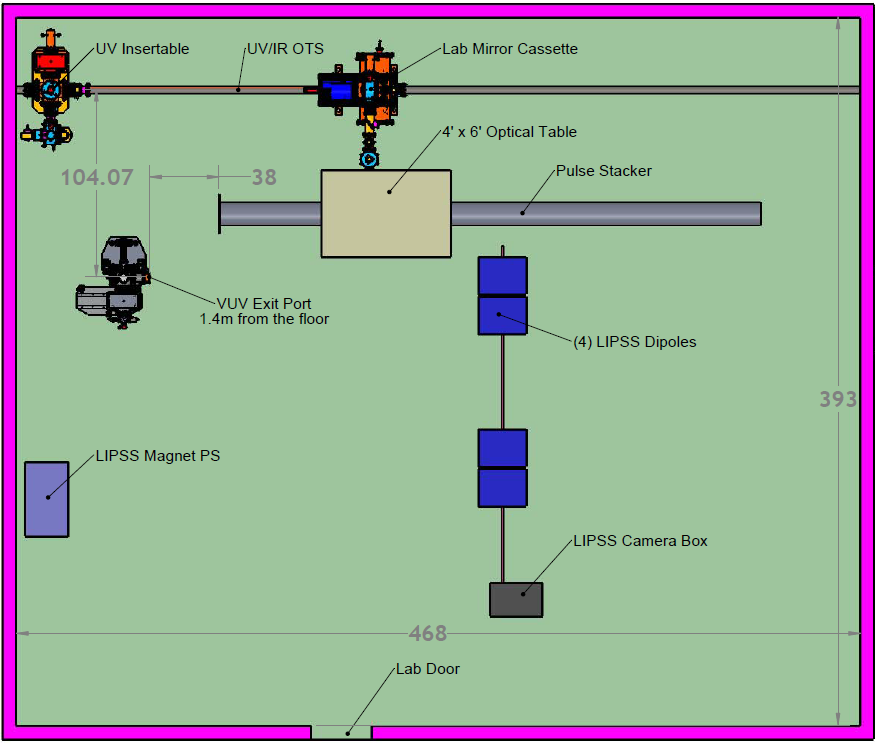 UV Insertable
UV/IR OTS
Lab Mirror Cassette
4' x 6' Optical Table
Pulse Stacker
104.07
38
VUV Exit Port
1.4m from the floor
(4) LIPSS Dipoles
393
LIPSS Magnet PS
LIPSS Camera Box
468
Lab Door